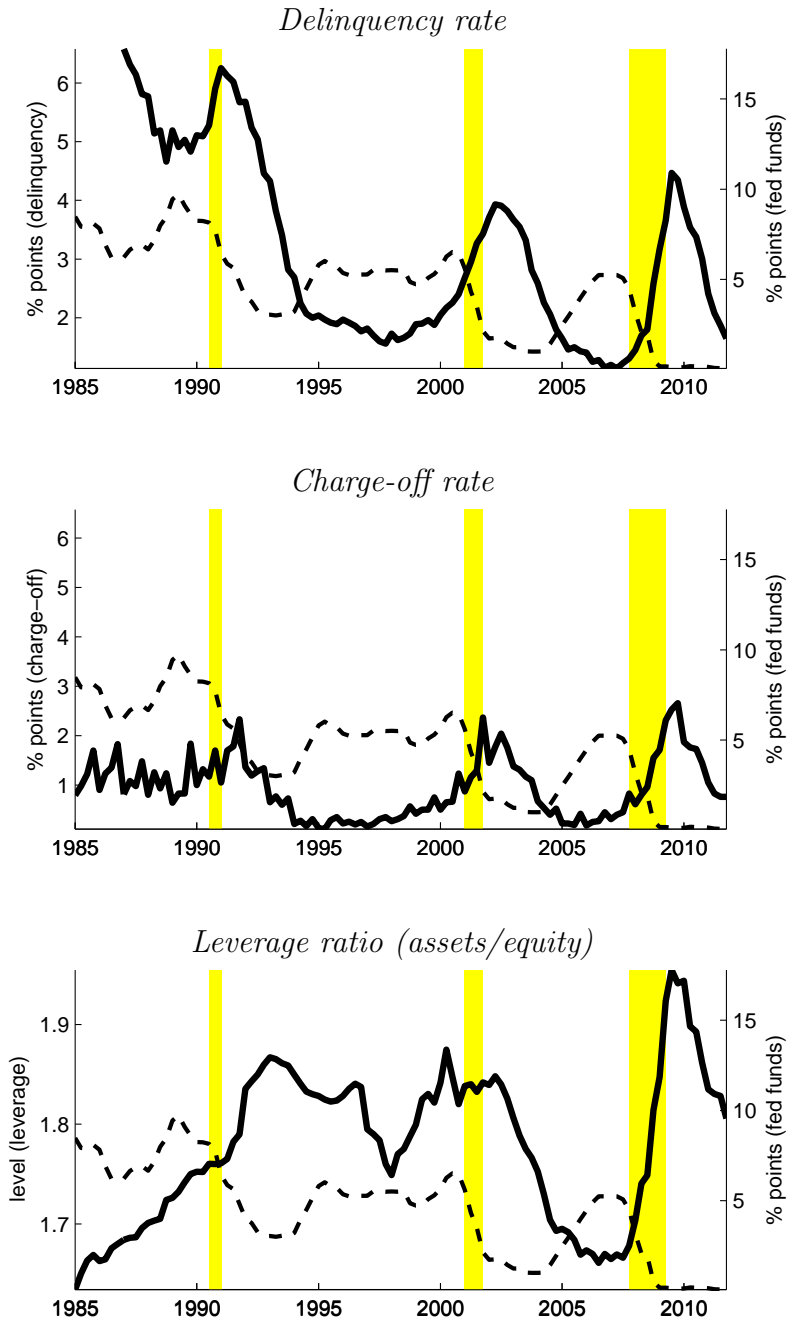 Delinquency rate
% points (delinquency)
6
5
4
3
2
15
10
5
% points (fed funds)
1985 1990 1995 2000 2005 2010
Charge-off rate
% points (charge−off)
6
5
4
3
2
1
15
10
5
% points (fed funds)
1985 1990 1995 2000 2005 2010
Leverage ratio (assets/equity)
level (leverage)
1.9
1.8
1.7
15
10
5
% points (fed funds)
1985 1990 1995 2000 2005 2010